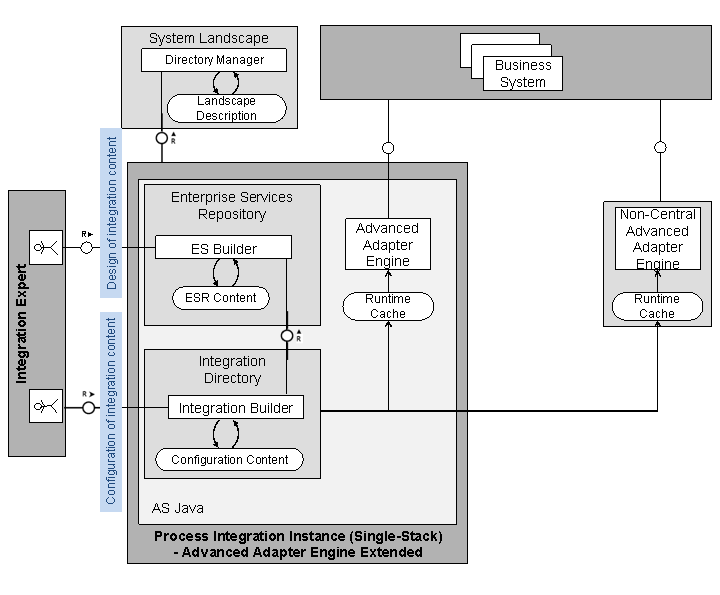 System Landscape
Directory Manager
Landscape
Description
Business
System
R
Design of integration content
Enterprise Services
Repository
ES Builder
ESR Content
R
R
Advanced
Adapter
Engine
Runtime
Cache
Non-Central
Advanced
Adapter
Engine
Runtime
Cache
Integration Expert
Configuration of integration content
R
Integration
Directory
Integration Builder
Configuration Content
AS Java
Process Integration Instance (Single-Stack)
- Advanced Adapter Engine Extended